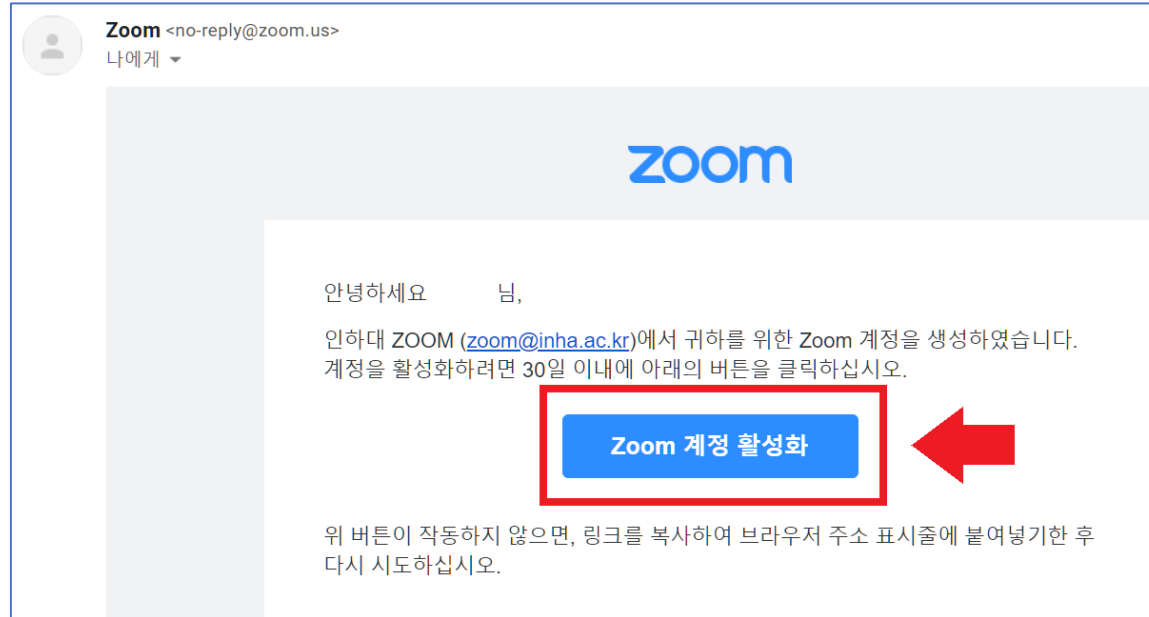 Zoom <no-reply@zoom.us>
나에게
zoom
안녕하세요 님,
인하대 ZOOM (zoom@inha.ac.kr)에서 귀하를 위한 Zoom 계정을 생성하였습니다.
계정을 활성화하려면 30일 이내에 아래의 버튼을 클릭하십시오.
Zoom 계정 활성화
위 버튼이 작동하지 않으면, 링크를 복사하여 브라우저 주소 표시줄에 붙여넣기한 후
다시 시도하십시오.